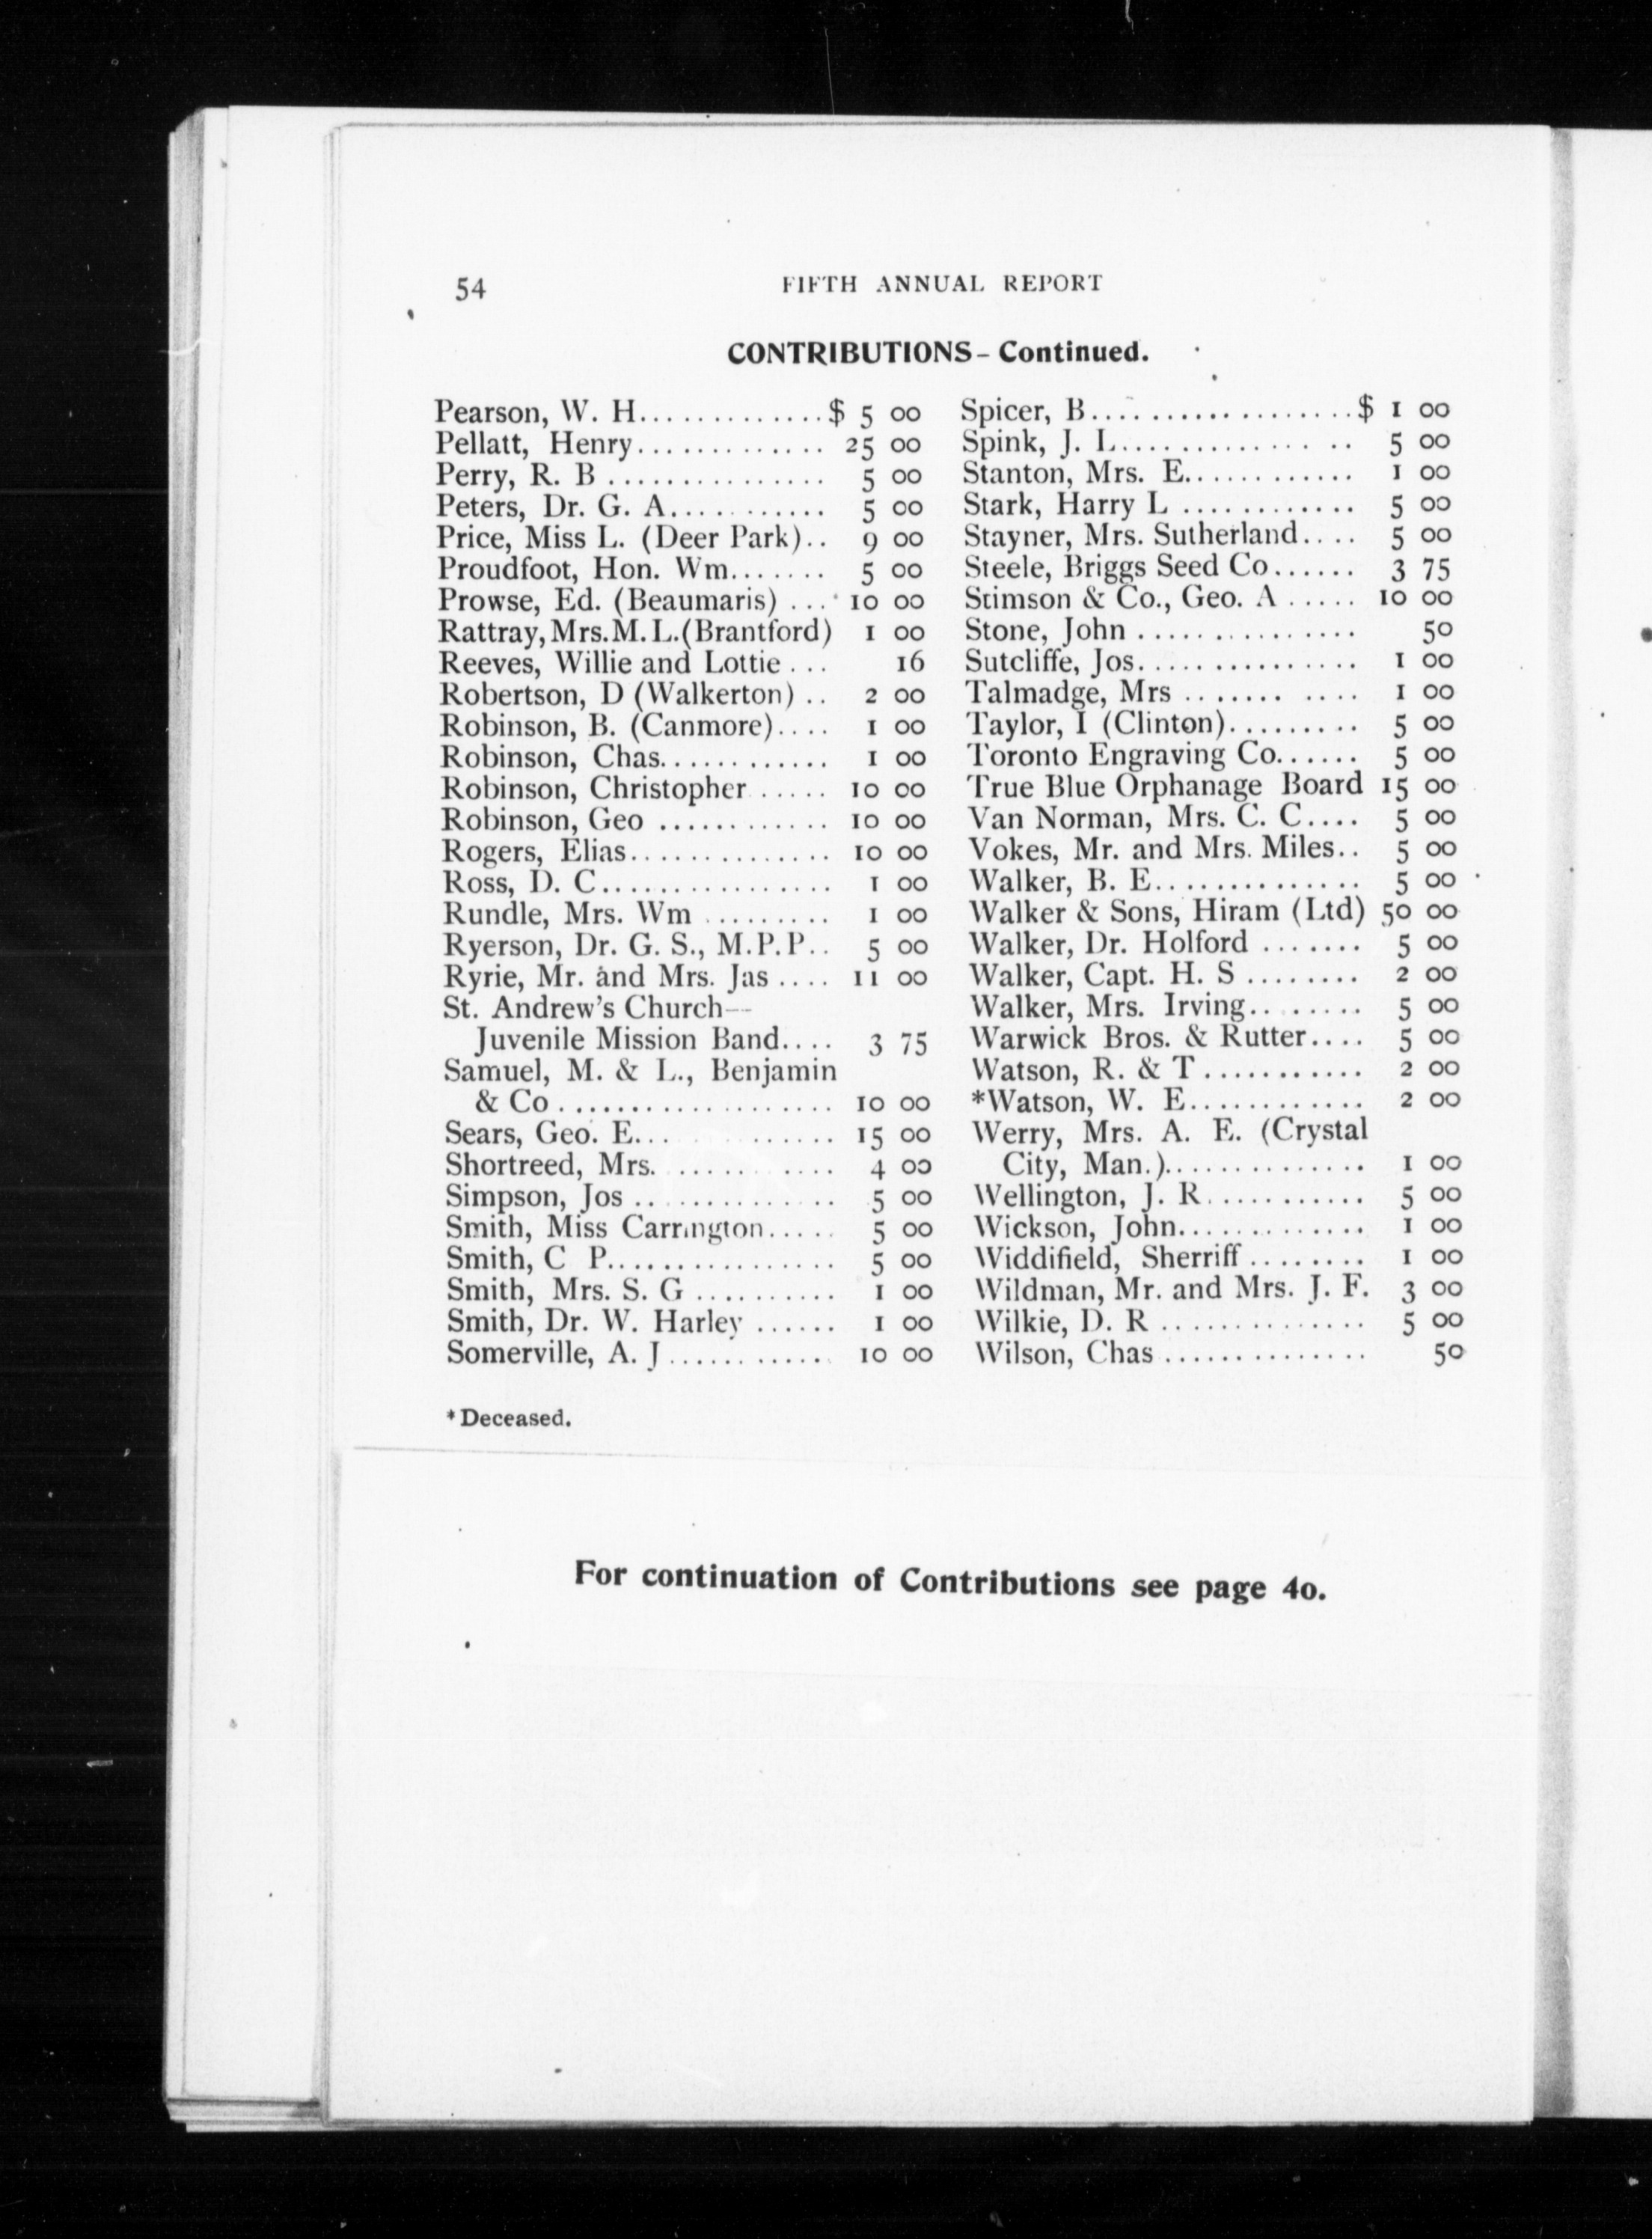 54
FIFTH ANNUAL REPORT
CONTRIBUTIONS - Continued.
Pearson, W. H.............$ 5 00
Pellatt, Henry............. 25 00
Perry, R. B ............... 5 00
Peters, Dr. G. A........... 5 00
Price, Miss L. (Deer Park).. 9 00
Proudfoot, Hon. Wm....... 5 00
Prowse, Ed. (Beaumaris) ... 10 00
Rattray, Mrs. M. L. (Brantford) 1 00
Reeves, Willie and Lottie ... 16
Robertson, D (Walkerton) .. 2 00
Robinson, B. (Canmore).... 1 00
Robinson, Chas............ 1 00
Robinson, Christopher ..... 10 00
Robinson, Geo ............ 10 00
Rogers, Elias.............. 10 00
Ross, D. C................ 1 00
Rundle, Mrs. Wm ......... 1 00
Ryerson, Dr. G. S., M.P.P.. 5 00
Ryrie, Mr. and Mrs. Jas .... 11 00
St. Andrew's Church—
Juvenile Mission Band.... 3 75
Samuel, M. & L., Benjamin
& Co ................... 10 00
Sears, Geo. E.............. 15 00
Shortreed, Mrs. ........... 4 00
Simpson, Jos .............. 5 00
Smith, Miss Carrington..... 5 00
Smith, C P................ 5 00
Smith, Mrs. S. G .......... 1 00
Smith, Dr. W. Harley ...... 1 00
Somerville, A. J ........... 10 00
Spicer, B..................$ 1 00
Spink, J. L................ 5 00
Stanton, Mrs. E............ 1 00
Stark, Harry L ............ 5 00
Stayner, Mrs. Sutherland.... 5 00
Steele, Briggs Seed Co...... 3 75
Stimson & Co., Geo. A ..... 10 00
Stone, John ............... 50
Sutcliffe, Jos............... 1 00
Talmadge, Mrs ........... 1 00
Taylor, I (Clinton)......... 5 00
Toronto Engraving Co...... 5 00
True Blue Orphanage Board 15 00
Van Norman, Mrs. C. C.... 5 00
Vokes, Mr. and Mrs. Miles.. 5 00
Walker, B. E.............. 5 00
Walker & Sons, Hiram (Ltd) 50 00
Walker, Dr. Holford ....... 5 00
Walker, Capt. H. S ........ 2 00
Walker, Mrs. Irving........ 5 00
Warwick Bros. & Rutter.... 5 00
Watson, R. & T ........... 2 00
*Watson, W. E............ 2 00
Werry, Mrs. A. E. (Crystal
City, Man.).............. 1 00
Wellington, J. R........... 5 00
Wickson, John............. 1 00
Widdifield, Sherriff ........ 1 00
Wildman, Mr. and Mrs. J. F. 3 00
Wilkie, D. R .............. 5 00
Wilson, Chas .............. 50
* Deceased.
For continuation of Contributions see page 40.